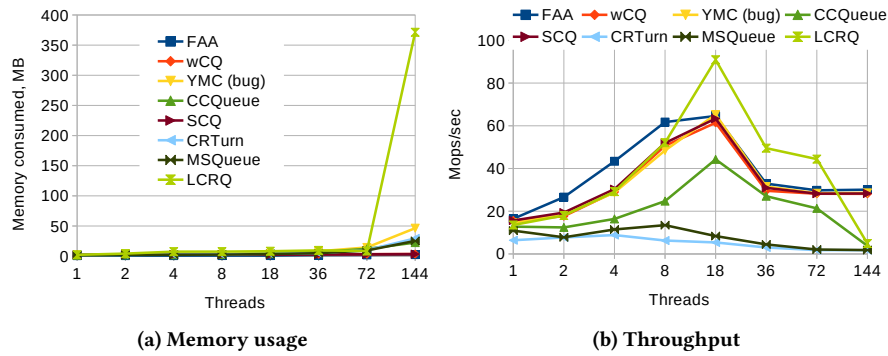 400
350
300
250
200
150
100
50
0
Memory consumed, MB
FAA
wCQ
YMC (bug)
CCQueue
SCQ
CRTurn
MSQueue
LCRQ
1 2 4 8 18 36 72 144
Threads
(a) Memory usage
FAA wCQ YMC (bug) CCQueue
SCQ CRTurn MSQueue LCRQ
100
80
60
40
20
0
Mops/sec
1 2 4 8 18 36 72 144
Threads
(b) Throughput